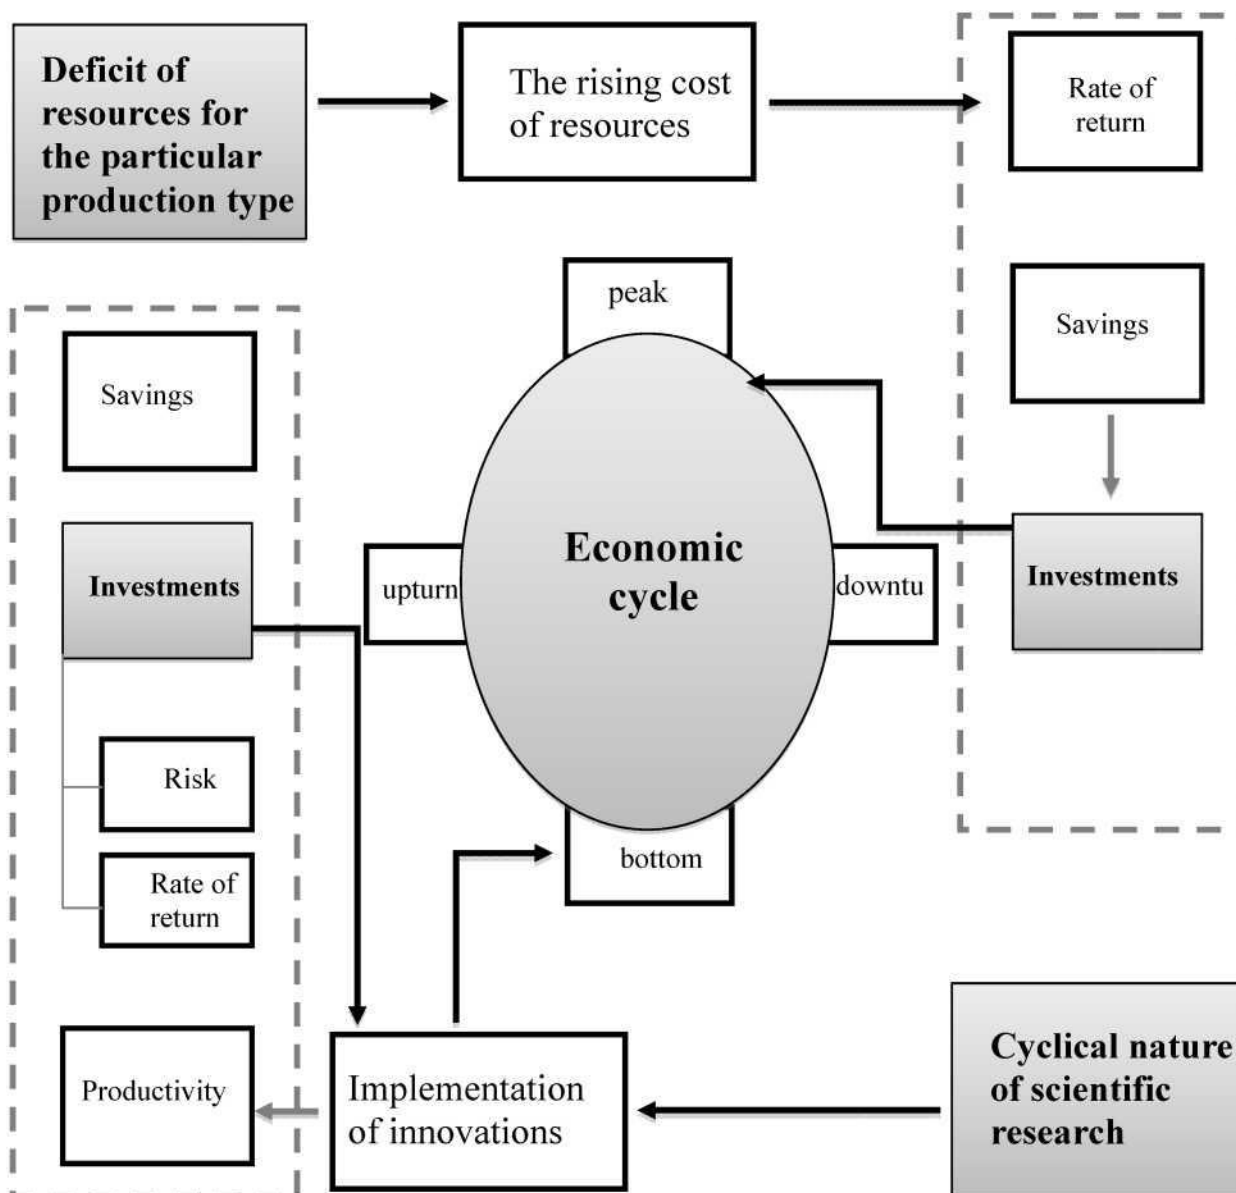 Deficit of
resources for
the particular
production type
The rising cost
of resources
Rate of
return
peak
Savings
Savings
Economic
cycle
Investments
upturn
downtu
Investments
Risk
bottom
Rate of
return
Productivity
Implementation
of innovations
Cyclical nature
of scientific
research